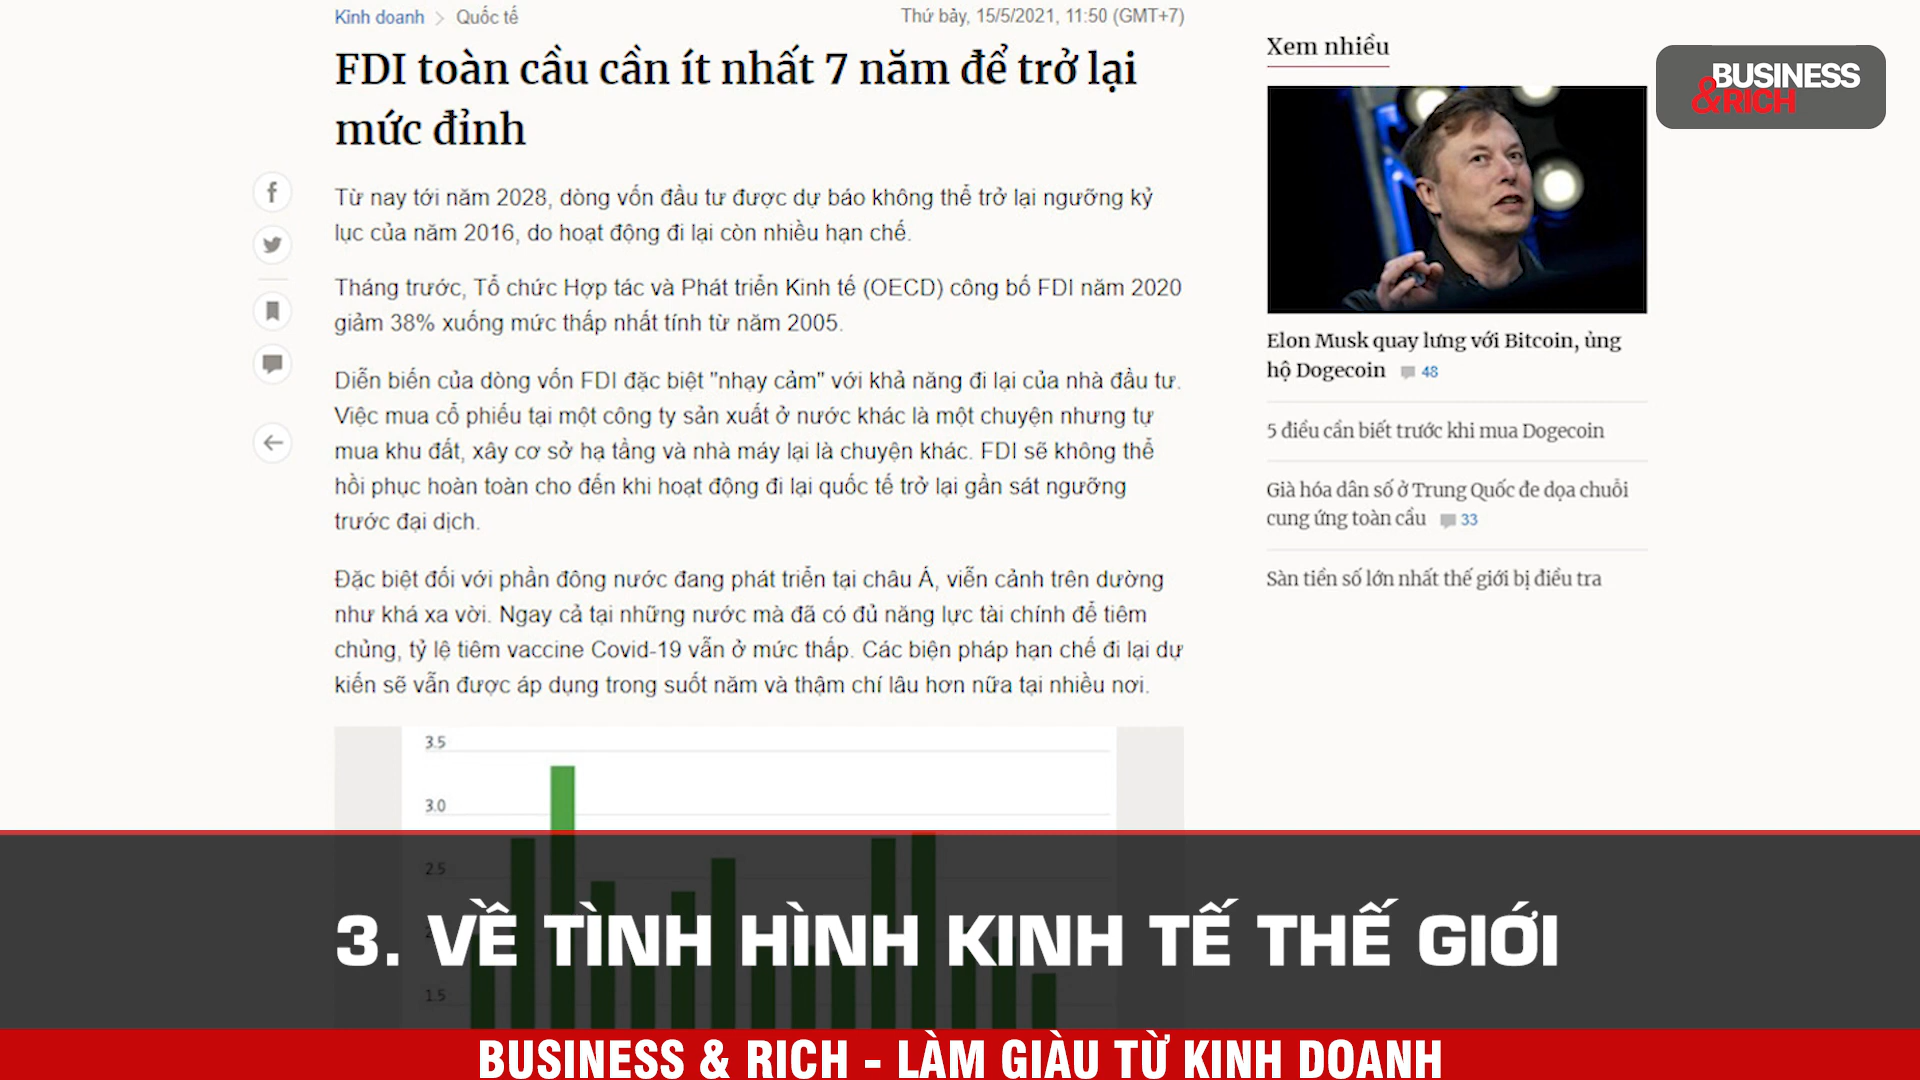 Kinh doanh > Quốc tế
Thứ bảy, 15/5/2021, 11:50 (GMT+7)
FDI toàn cầu cần ít nhất 7 năm để trở lại
mức đỉnh
Từ nay tới năm 2028, dòng vốn đầu tư được dự báo không thể trở lại ngưỡng kỷ
lục của năm 2016, do hoạt động đi lại còn nhiều hạn chế.
Tháng trước, Tổ chức Hợp tác và Phát triển Kinh tế (OECD) công bố FDI năm 2020
giảm 38% xuống mức thấp nhất tính từ năm 2005.
Diễn biến của dòng vốn FDI đặc biệt "nhạy cảm" với khả năng đi lại của nhà đầu tư.
Việc mua cổ phiếu tại một công ty sản xuất ở nước khác là một chuyện nhưng tự
mua khu đất, xây cơ sở hạ tầng và nhà máy lại là chuyện khác. FDI sẽ không thể
hồi phục hoàn toàn cho đến khi hoạt động đi lại quốc tế trở lại gần sát ngưỡng
trước đại dịch.
Đặc biệt đối với phần đông nước đang phát triển tại châu Á, viễn cảnh trên dường
như khá xa vời. Ngay cả tại những nước mà đã có đủ năng lực tài chính để tiêm
chủng, tỷ lệ tiêm vaccine Covid-19 vẫn ở mức thấp. Các biện pháp hạn chế đi lại dự
kiến sẽ vẫn được áp dụng trong suốt năm và thậm chí lâu hơn nữa tại nhiều nơi.
3.5
3.0
2.5
1.5
Xem nhiều
Elon Musk quay lưng với Bitcoin, ủng
hộ Dogecoin 48
5 điều cần biết trước khi mua Dogecoin
Già hóa dân số ở Trung Quốc đe dọa chuỗi
cung ứng toàn cầu 33
Sàn tiền số lớn nhất thế giới bị điều tra
BUSINESS
&RICH
3. VỀ TÌNH HÌNH KINH TẾ THẾ GIỚI
BUSINESS & RICH - LÀM GIÀU TỪ KINH DOANH